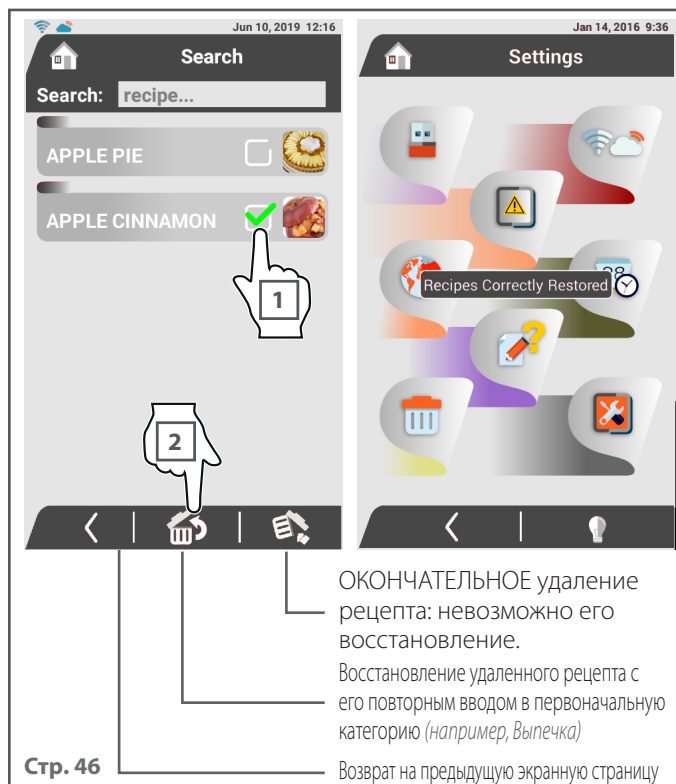 Jun 10, 2019 12:16
Search
Search: recipe...
APPLE PIE
APPLE CINNAMON
1
2
Jan 14, 2016 9:36
Settings
28
Recipes Correctly Restored
ОКОНЧАТЕЛЬНОЕ удаление
рецепта: невозможно его
восстановление.
Восстановление удаленного рецепта с
его повторным вводом в первоначальную
категорию (например, Выпечка)
Возврат на предыдущую экранную страницу
Стр. 46